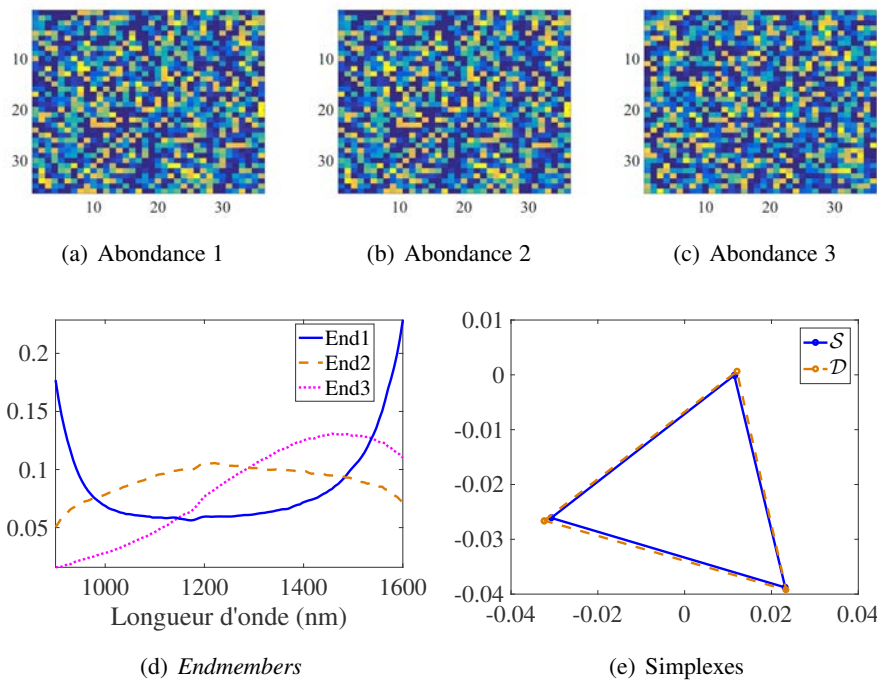 10
20
30
10 20 30
10
20
30
10 20 30
10
20
30
10 20 30
(a) Abondance 1
(b) Abondance 2
(c) Abondance 3
0.2
0.15
0.1
0.05
1000 1200 1400 1600
Longueur d'onde (nm)
End1
End2
End3
(d) Endmembers
0.01
0
-0.01
-0.02
-0.03
-0.04
-0.04 -0.02 0 0.02 0.04
S
D
(e) Simplexes